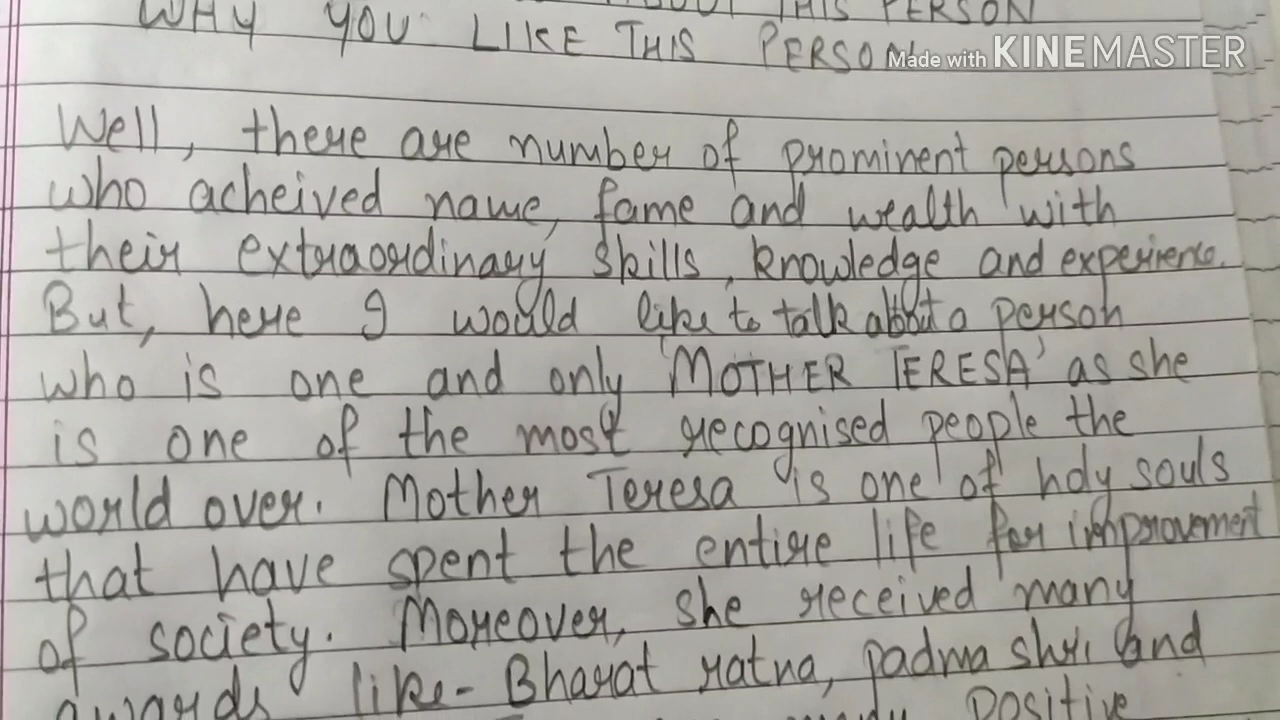 THIS PERSON
WHY YOU LIKE THIS PERSON
Made with KINEMASTER
Well, there are number of prominent persons
who acheived name, fame and wealth with
their extraordinary skills, knowledge and experience.
But, here I would like to talk about a person
who is one and only 'MOTHER TERESA' as she
is one of the most recognised people the
world over. Mother Teresa is one of holy souls
that have spent the entire life for improvement
of society. Moreover, she received many
awards like- Bharat ratna, padma shri and
positive